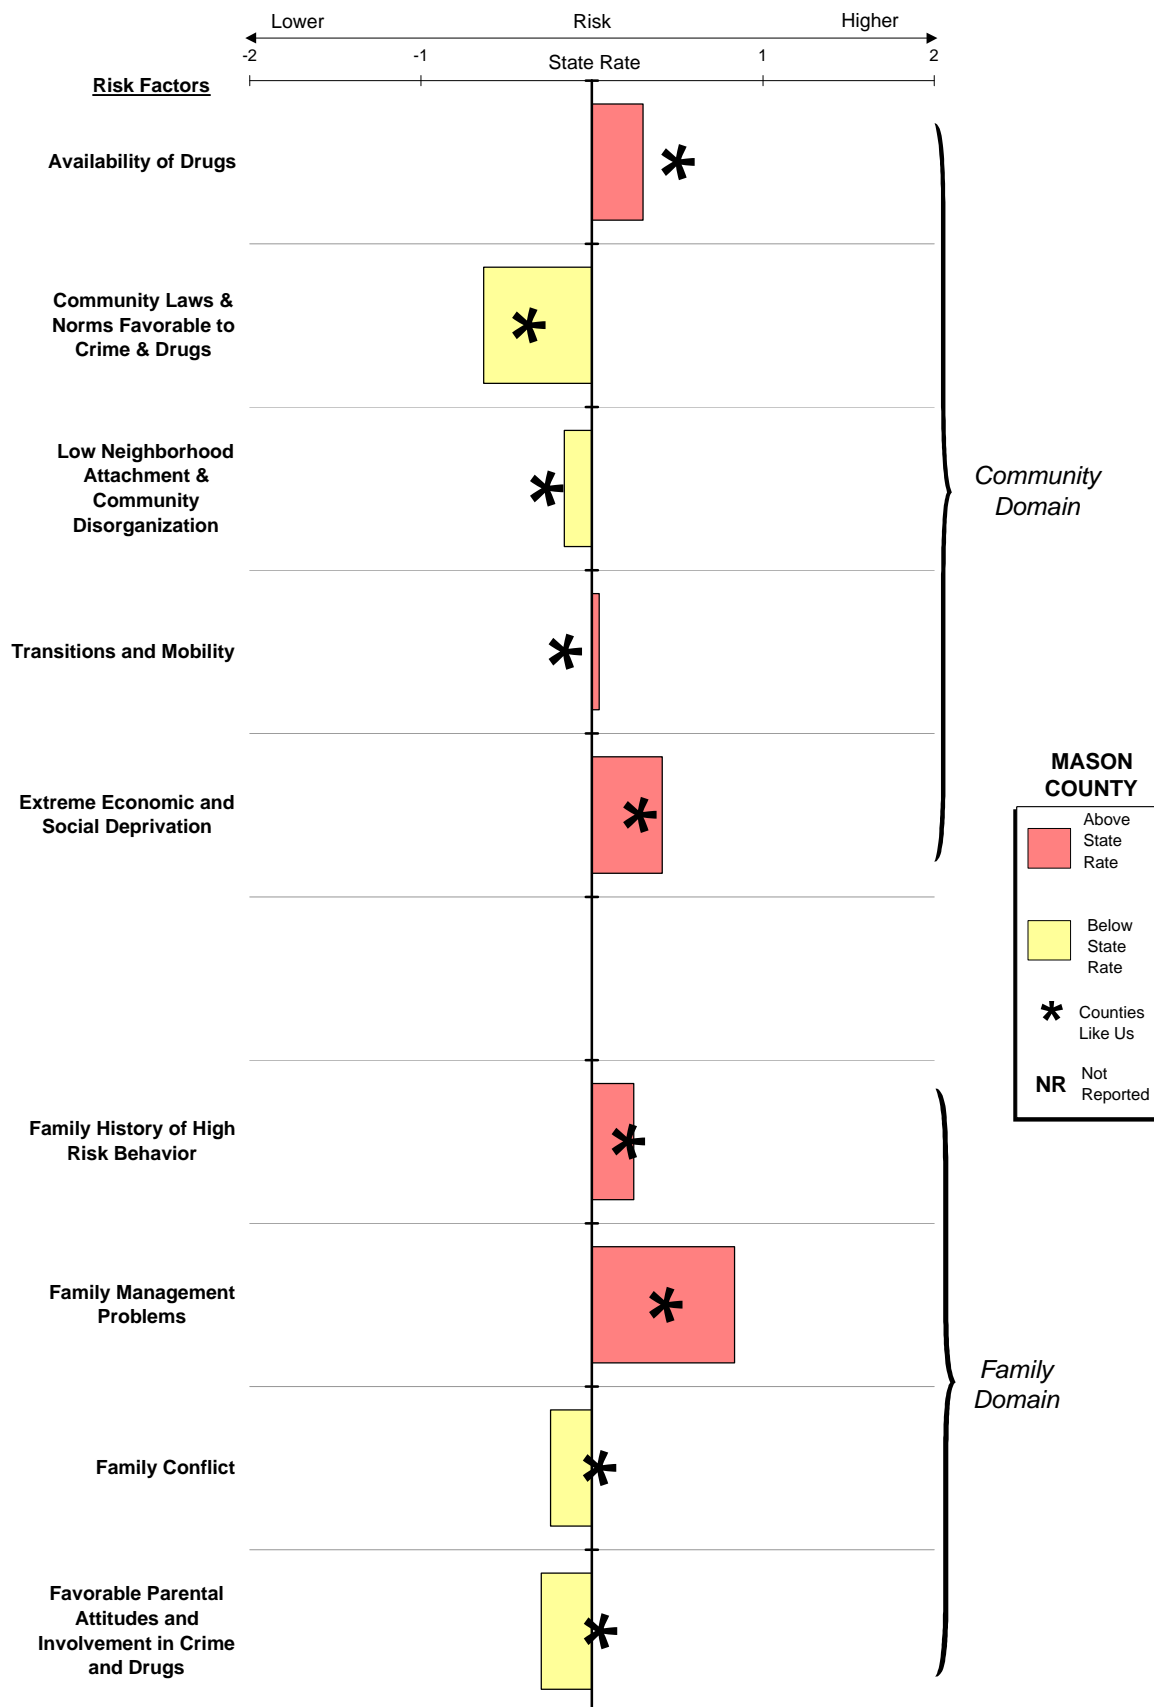 Lower Risk Higher
-2 -1 1 2
State Rate
Risk Factors
Availability of Drugs
Community Laws &
Norms Favorable to
Crime & Drugs
Low Neighborhood
Attachment &
Community
Disorganization
Community
Domain
Transitions and Mobility
Extreme Economic and
Social Deprivation
MASON
COUNTY
Above
State
Rate
Below
State
Rate
* Counties
Like Us
NR Not
Reported
Family History of High
Risk Behavior
Family Management
Problems
Family
Domain
Family Conflict
Favorable Parental
Attitudes and
Involvement in Crime
and Drugs